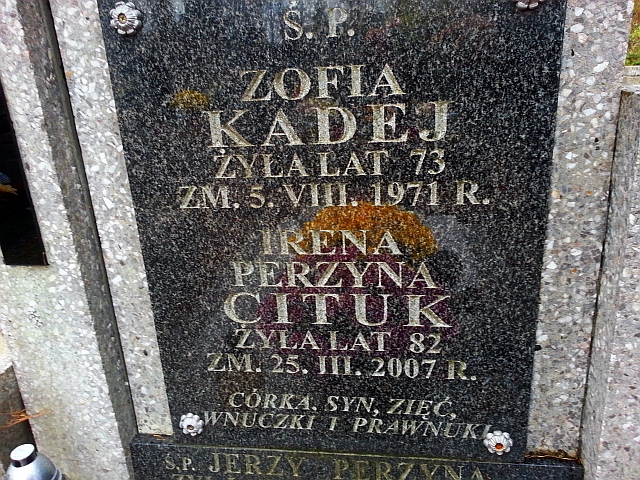 Ś. P.
ZOFIA
KADEJ
ŻYŁA LAT 73
ZM. 5. VIII. 1971 R.
IRENA
PERZYNA
CITUK
ŻYŁA LAT 82
ZM. 25. III. 2007 R.
CÓRKA, SYN, ZIĘĆ,
WNUCZKI I PRAWNUKI
Ś.P. JERZY PERZYNA